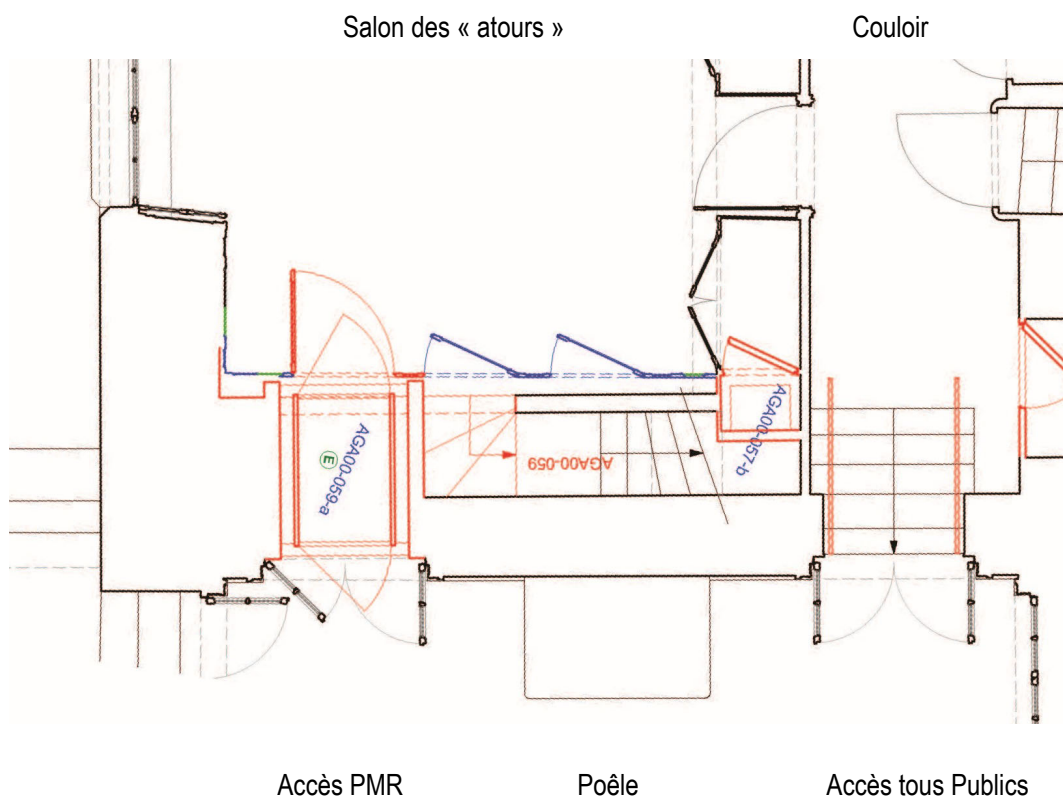 Salon des « atours »
Couloir
AGA00-057-b
AGA00-059-a
E
AGA00-059
Accès PMR
Poêle
Accès tous Publics